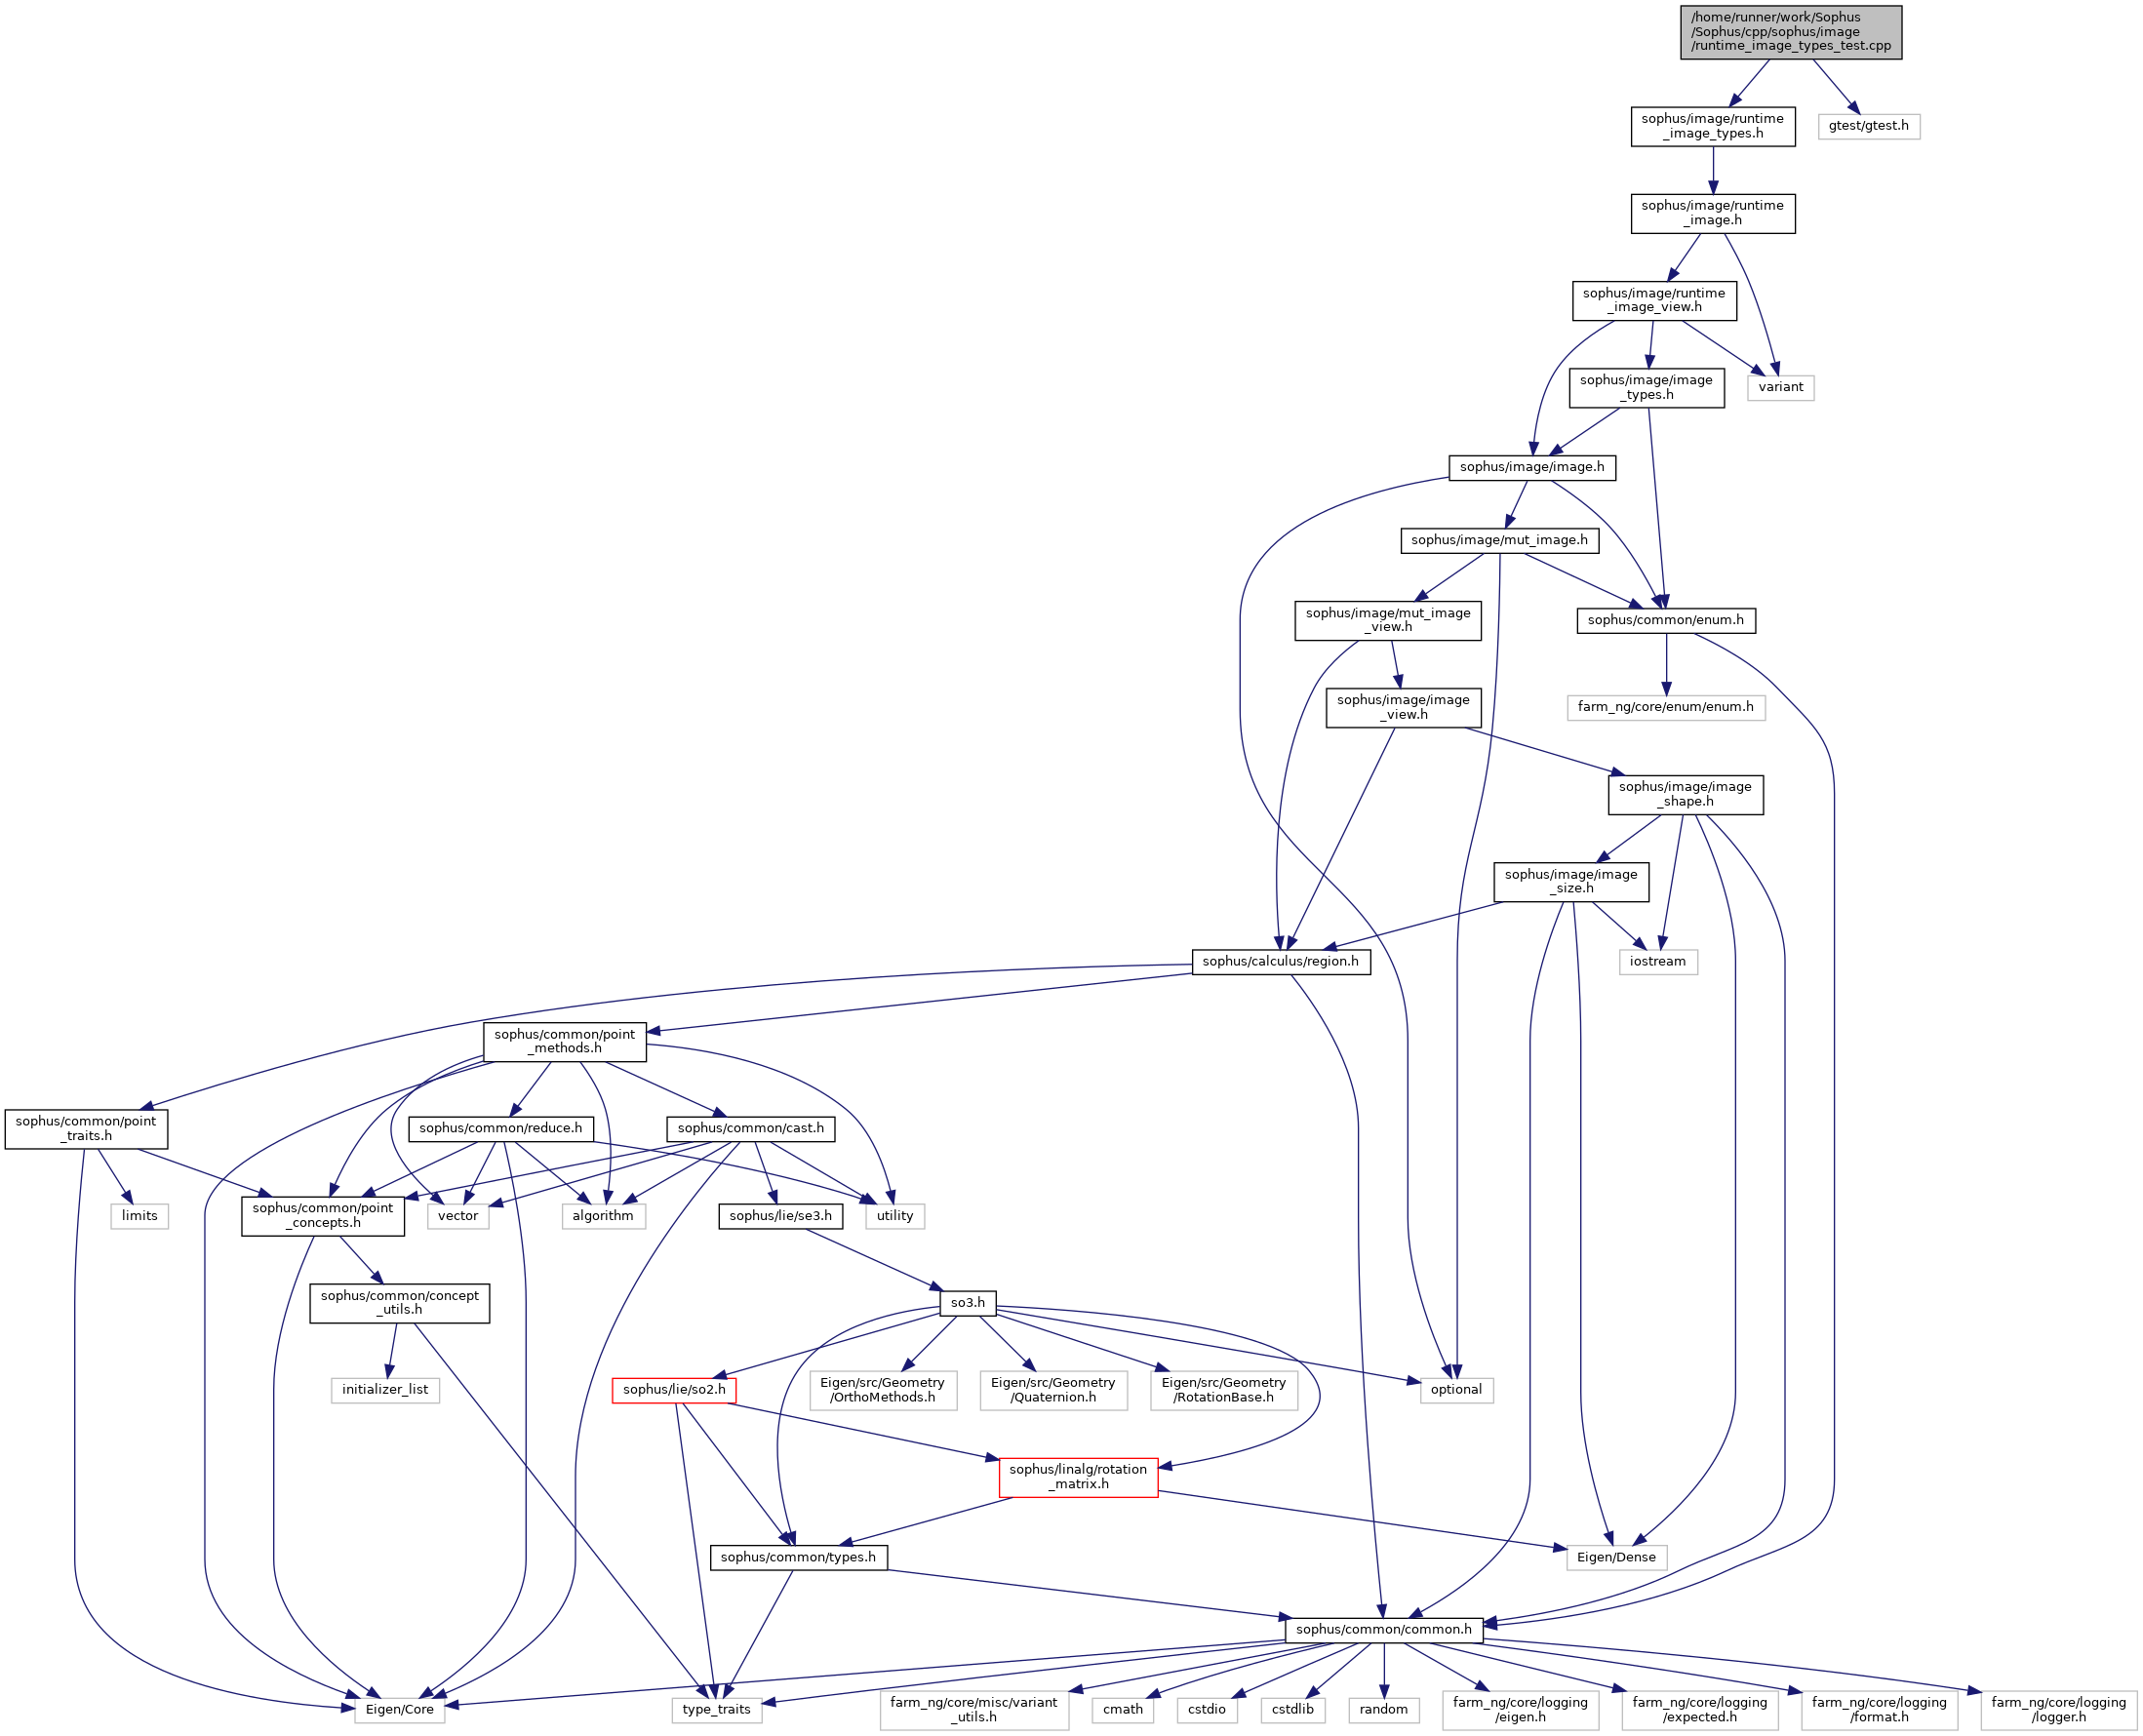 /home/runner/work/Sophus
/Sophus/cpp/sophus/image
/runtime_image_types_test.cpp
sophus/image/runtime
_image_types.h
gtest/gtest.h
sophus/image/runtime
_image.h
sophus/image/runtime
_image_view.h
sophus/image/image
_types.h
variant
sophus/image/image.h
sophus/image/mut_image.h
sophus/image/mut_image
_view.h
sophus/common/enum.h
sophus/image/image
_view.h
farm_ng/core/enum/enum.h
sophus/image/image
_shape.h
sophus/image/image
_size.h
sophus/calculus/region.h
iostream
sophus/common/point
_methods.h
sophus/common/point
_traits.h
sophus/common/reduce.h
sophus/common/cast.h
limits
sophus/common/point
_concepts.h
vector
algorithm
sophus/lie/se3.h
utility
sophus/common/concept
_utils.h
so3.h
initializer_list
sophus/lie/so2.h
Eigen/src/Geometry
/OrthoMethods.h
Eigen/src/Geometry
/Quaternion.h
Eigen/src/Geometry
/RotationBase.h
optional
sophus/linalg/rotation
_matrix.h
sophus/common/types.h
Eigen/Dense
sophus/common/common.h
Eigen/Core
type_traits
farm_ng/core/misc/variant
_utils.h
cmath
cstdio
cstdlib
random
farm_ng/core/logging
/eigen.h
farm_ng/core/logging
/expected.h
farm_ng/core/logging
/format.h
farm_ng/core/logging
/logger.h